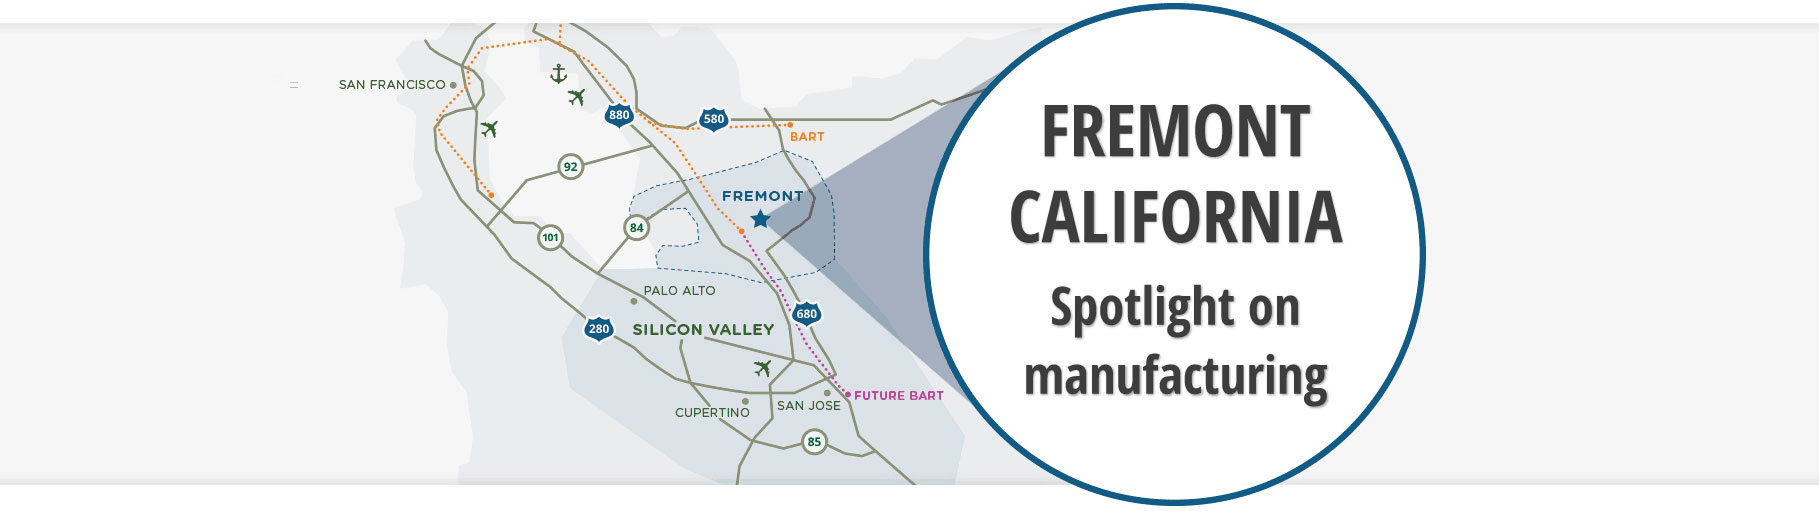 SAN FRANCISCO
880
580
BART
92
FREMONT
84
101
PALO ALTO
280
SILICON VALLEY
680
FUTURE BART
CUPERTINO
SAN JOSE
85
FREMONT
CALIFORNIA
Spotlight on
manufacturing